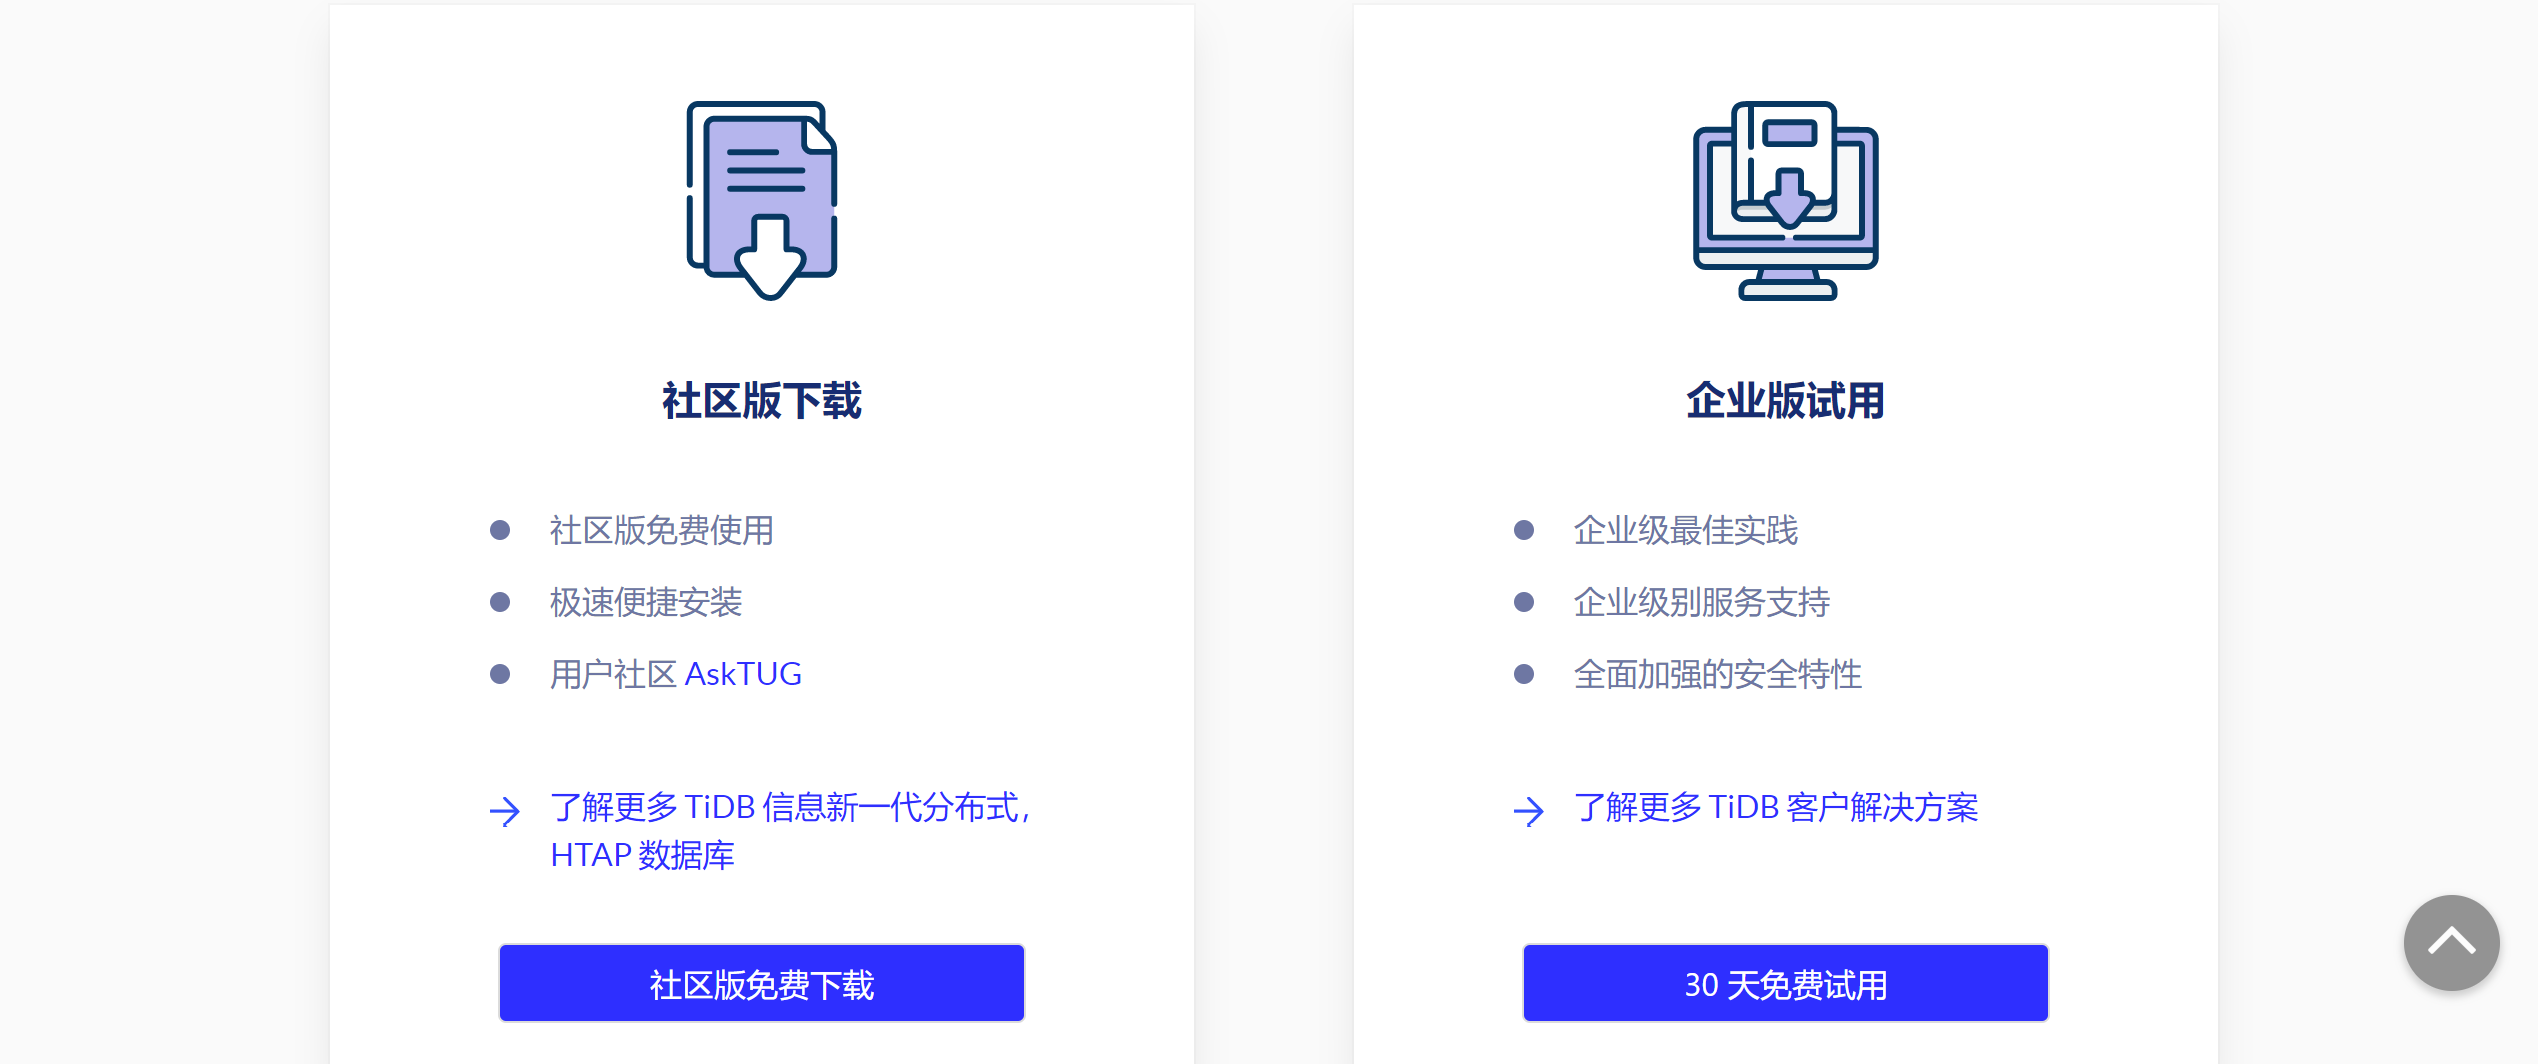 社区版下载
社区版免费使用
极速便捷安装
用户社区 AskTUG
了解更多 TiDB 信息新一代分布式，
HTAP 数据库
社区版免费下载
企业版试用
企业级最佳实践
企业级别服务支持
全面加强的安全特性
了解更多 TiDB 客户解决方案
30 天免费试用